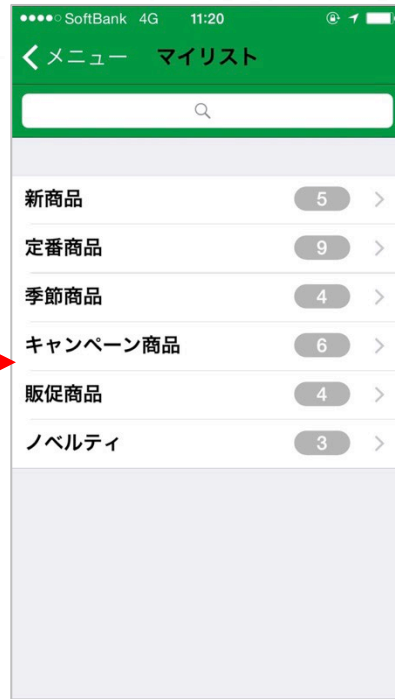 SoftBank 4G 11:20
メニュー マイリスト
新商品 5
定番商品 9
季節商品 4
キャンペーン商品 6
販促商品 4
ノベルティ 3